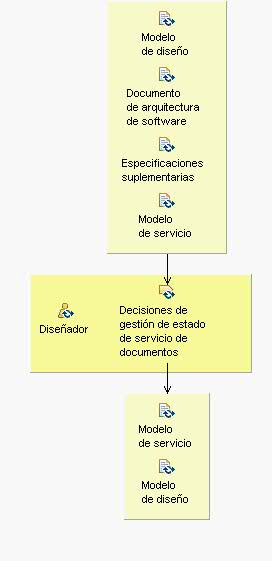 Modelo
de diseño
Documento
de arquitectura
de software
Especificaciones
suplementarias
Modelo
de servicio
Diseñador
Decisiones de
gestión de estado
de servicio de
documentos
Modelo
de servicio
Modelo
de diseño